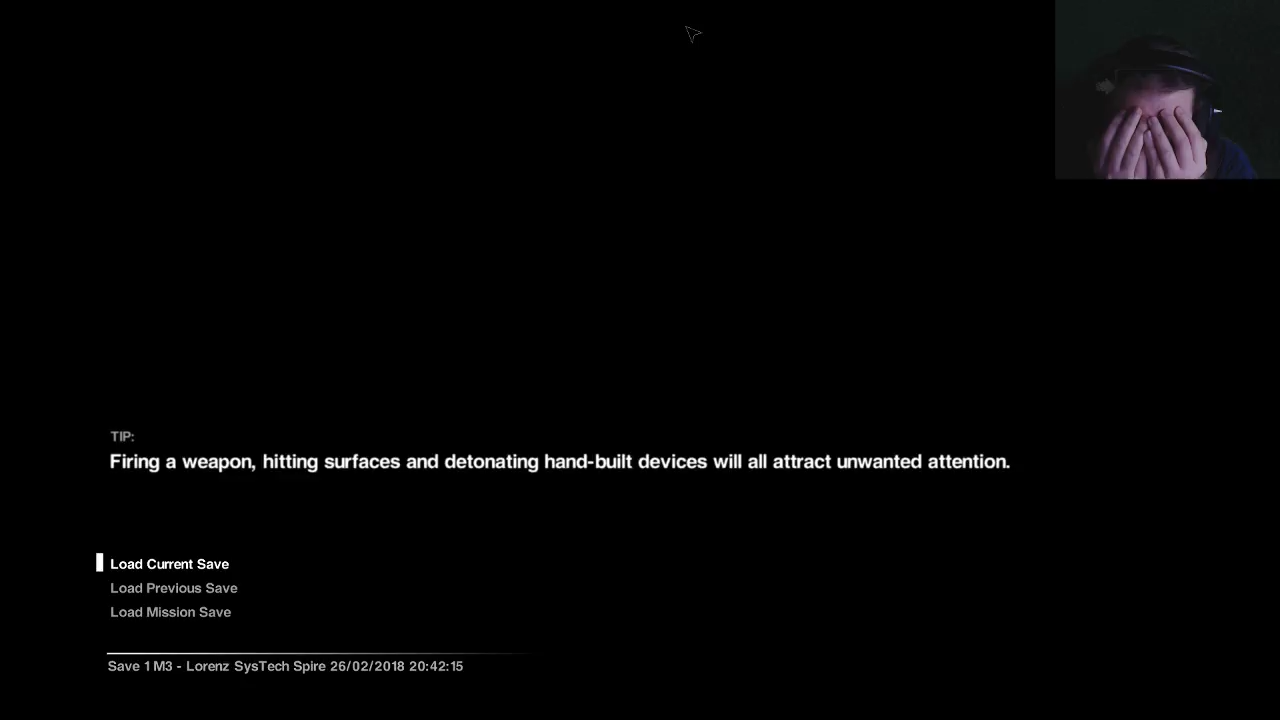 TIP:
Firing a weapon, hitting surfaces and detonating hand-built devices will all attract unwanted attention.
Load Current Save
Load Previous Save
Load Mission Save
Save 1 M3 - Lorenz SysTech Spire 26/02/2018 20:42:15